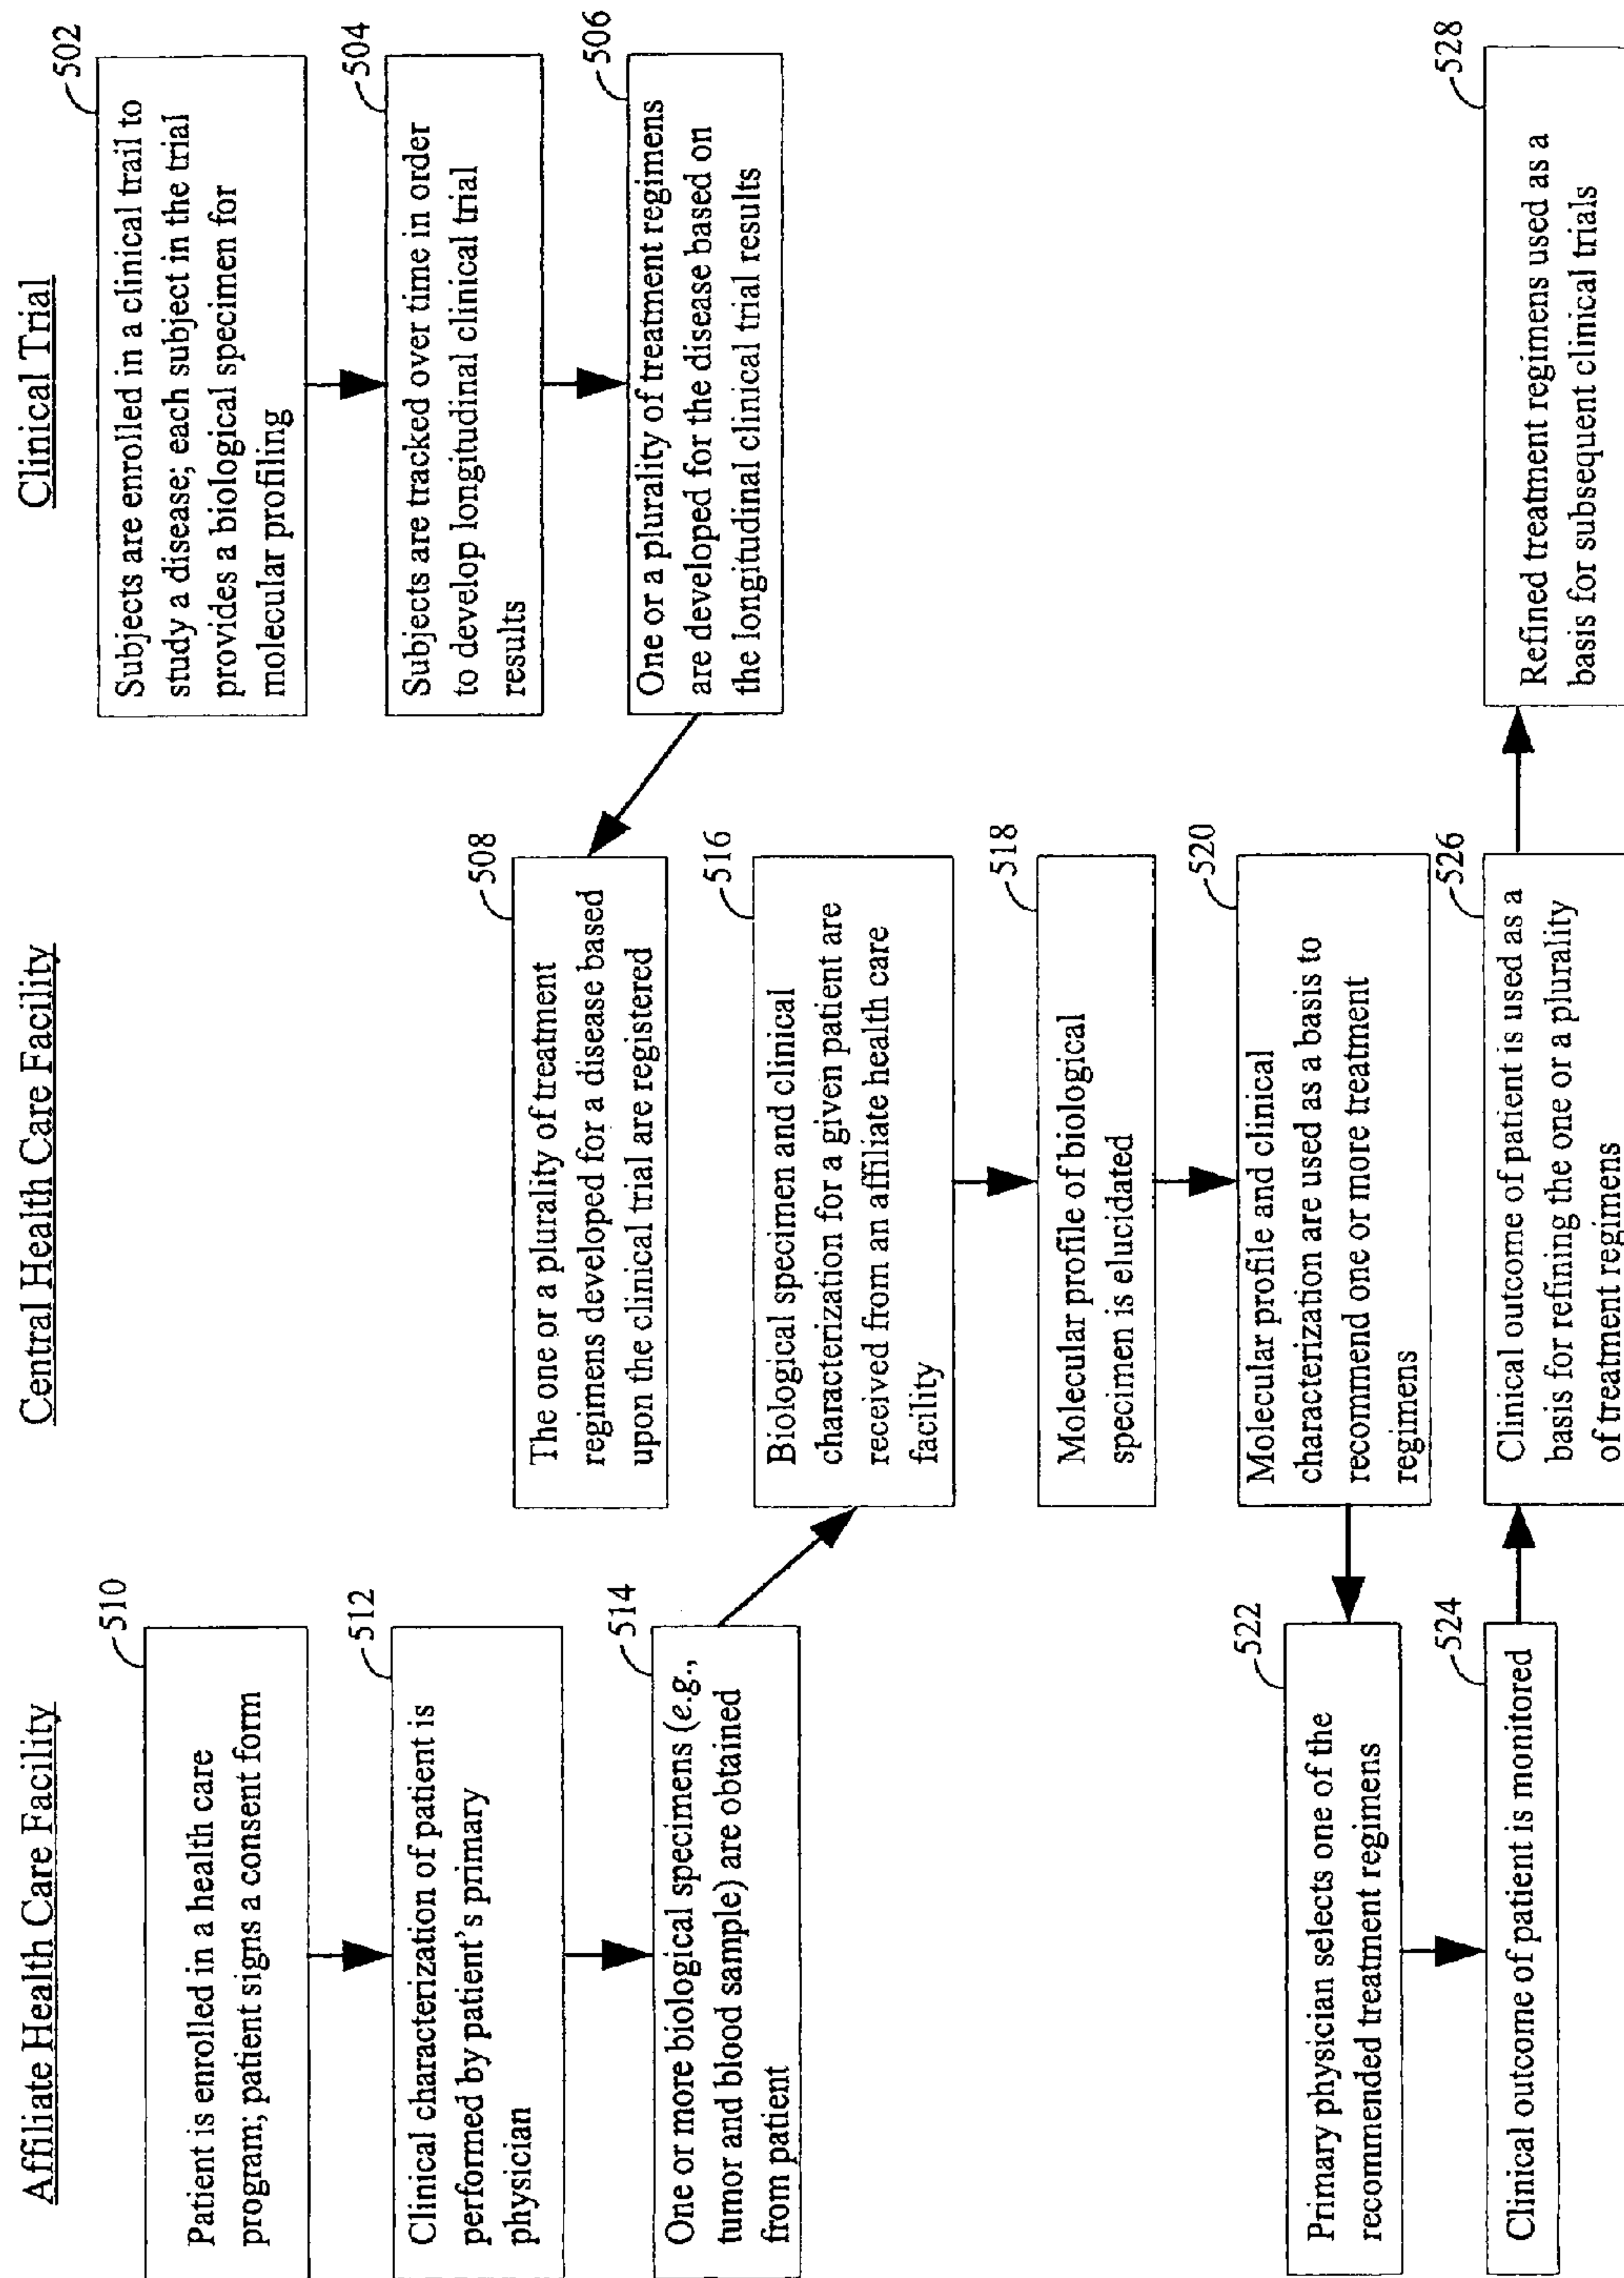 Affiliate Health Care Facility
Central Health Care Facility
Clinical Trial
502
Subjects are enrolled in a clinical trail to
study a disease; each subject in the trial
provides a biological specimen for
molecular profiling
504
Subjects are tracked over time in order
to develop longitudinal clinical trial
results
506
One or a plurality of treatment regimens
are developed for the disease based on
the longitudinal clinical trial results
508
The one or a plurality of treatment
regimens developed for a disease based
upon the clinical trial are registered
510
Patient is enrolled in a health care
program; patient signs a consent form
512
Clinical characterization of patient is
performed by patient's primary
physician
514
One or more biological specimens (e.g.,
tumor and blood sample) are obtained
from patient
516
Biological specimen and clinical
characterization for a given patient are
received from an affiliate health care
facility
518
Molecular profile of biological
specimen is elucidated
520
Molecular profile and clinical
characterization are used as a basis to
recommend one or more treatment
regimens
522
Primary physician selects one of the
recommended treatment regimens
524
Clinical outcome of patient is monitored
526
Clinical outcome of patient is used as a
basis for refining the one or a plurality
of treatment regimens
528
Refined treatment regimens used as a
basis for subsequent clinical trials